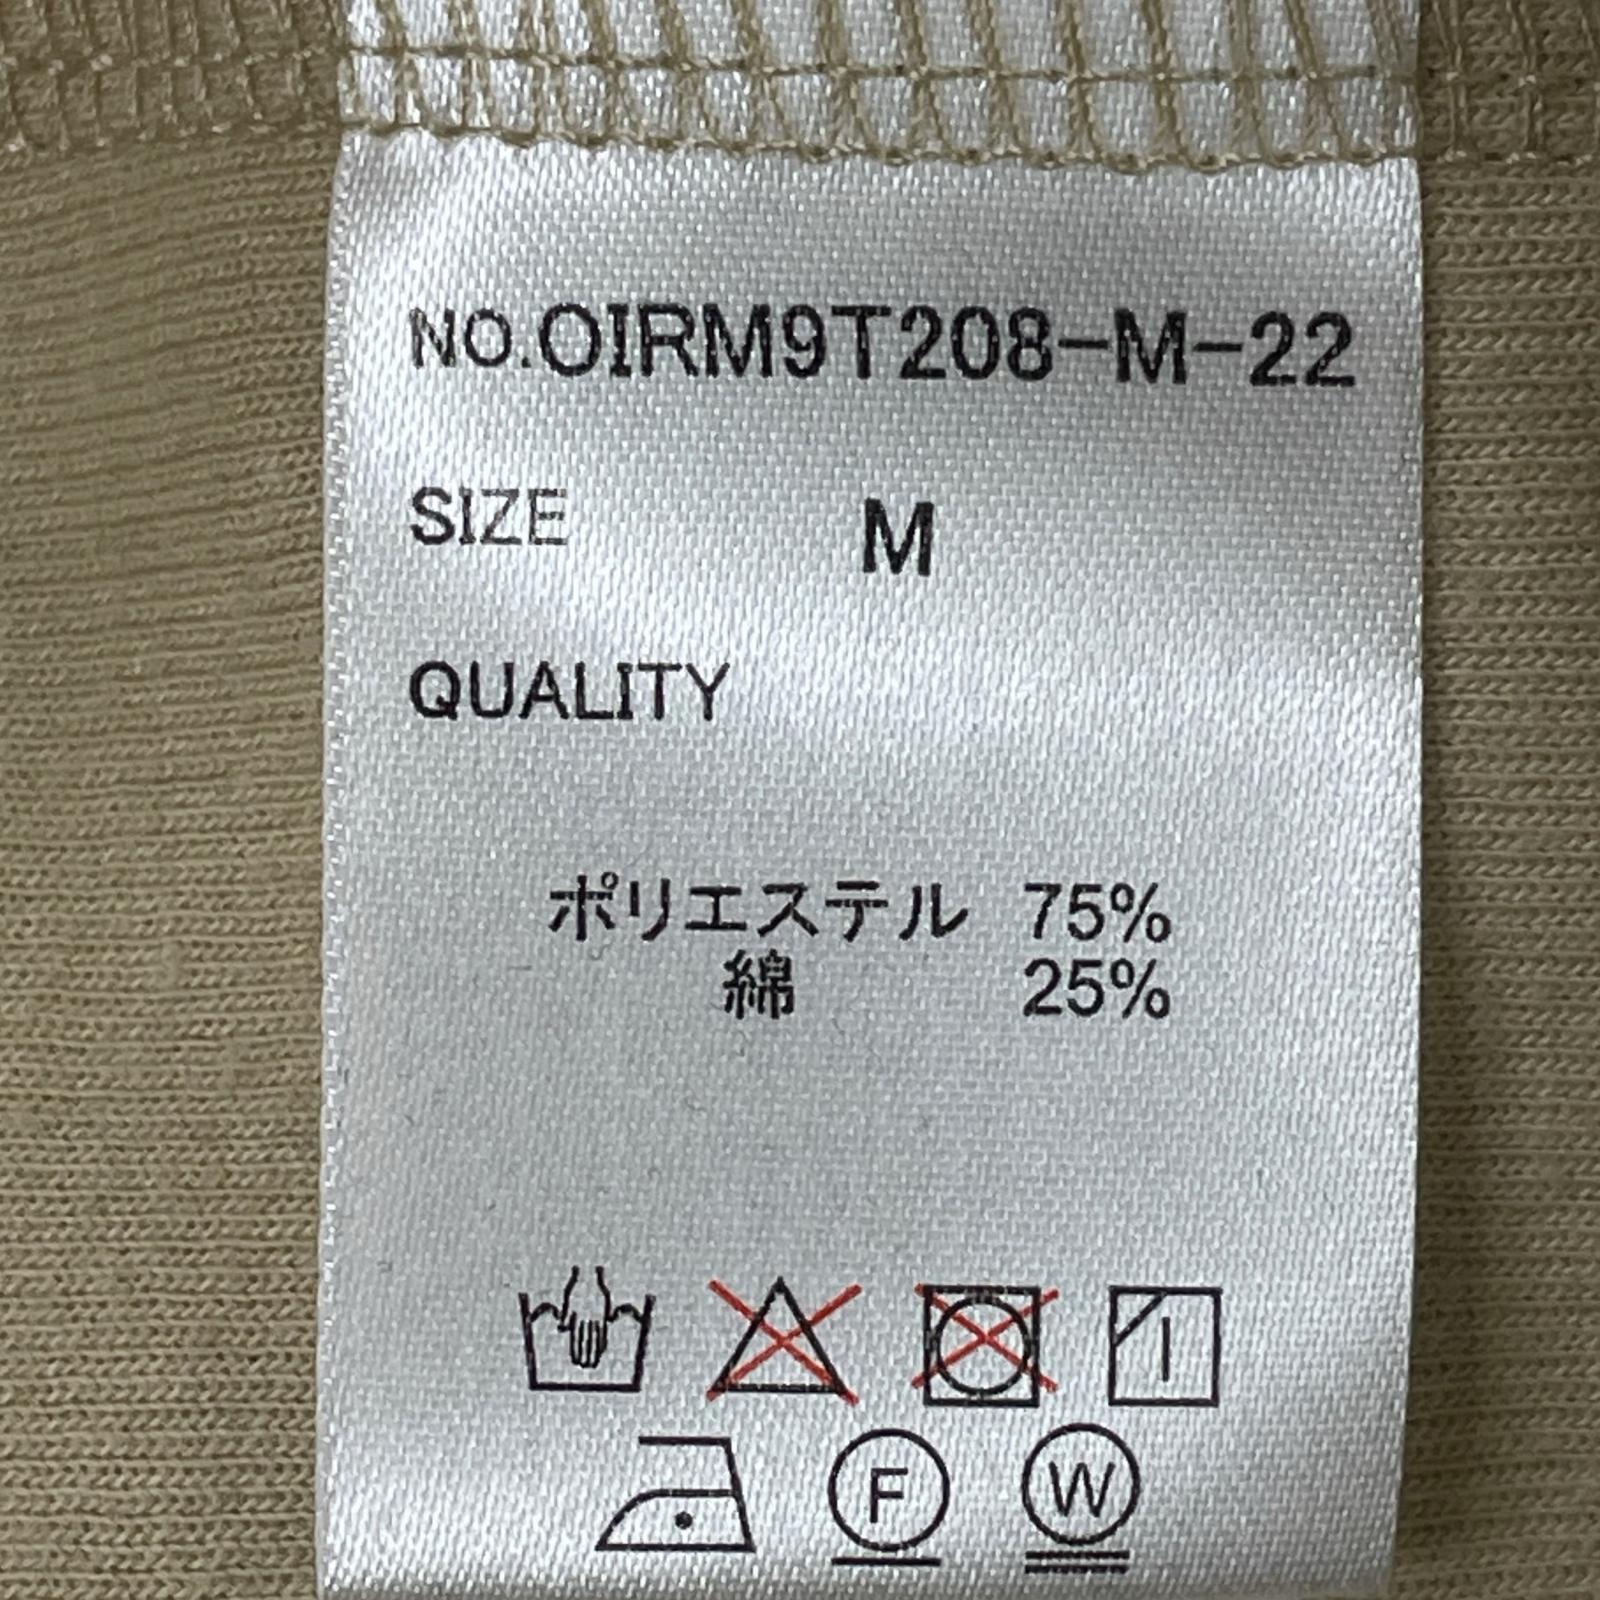 NO.OIRM9T208-M-22
SIZE M
QUALITY
ポリエステル 75%
綿 25%
F W